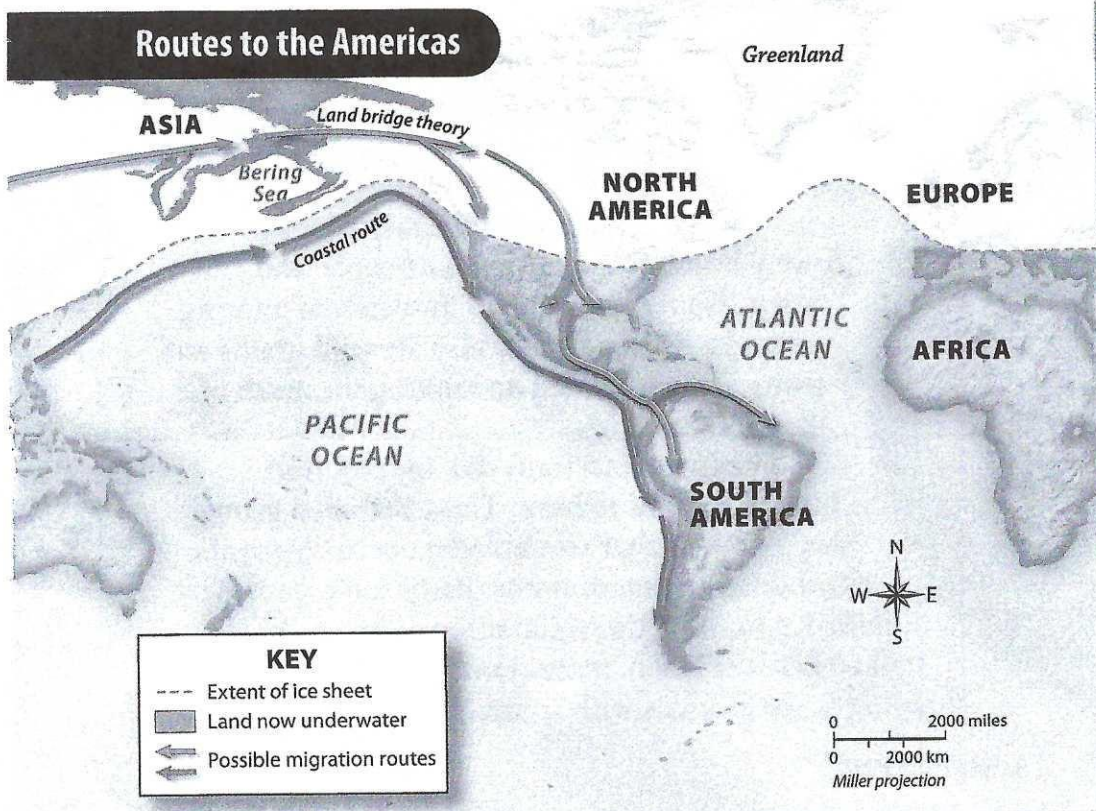 Routes to the Americas
Greenland
ASIA
Land bridge theory
Bering
Sea
NORTH
AMERICA
EUROPE
Coastal route
ATLANTIC
OCEAN
AFRICA
PACIFIC
OCEAN
SOUTH
AMERICA
N
W
E
S
KEY
Extent of ice sheet
Land now underwater
Possible migration routes
0 2000 miles
0 2000 km
Miller projection